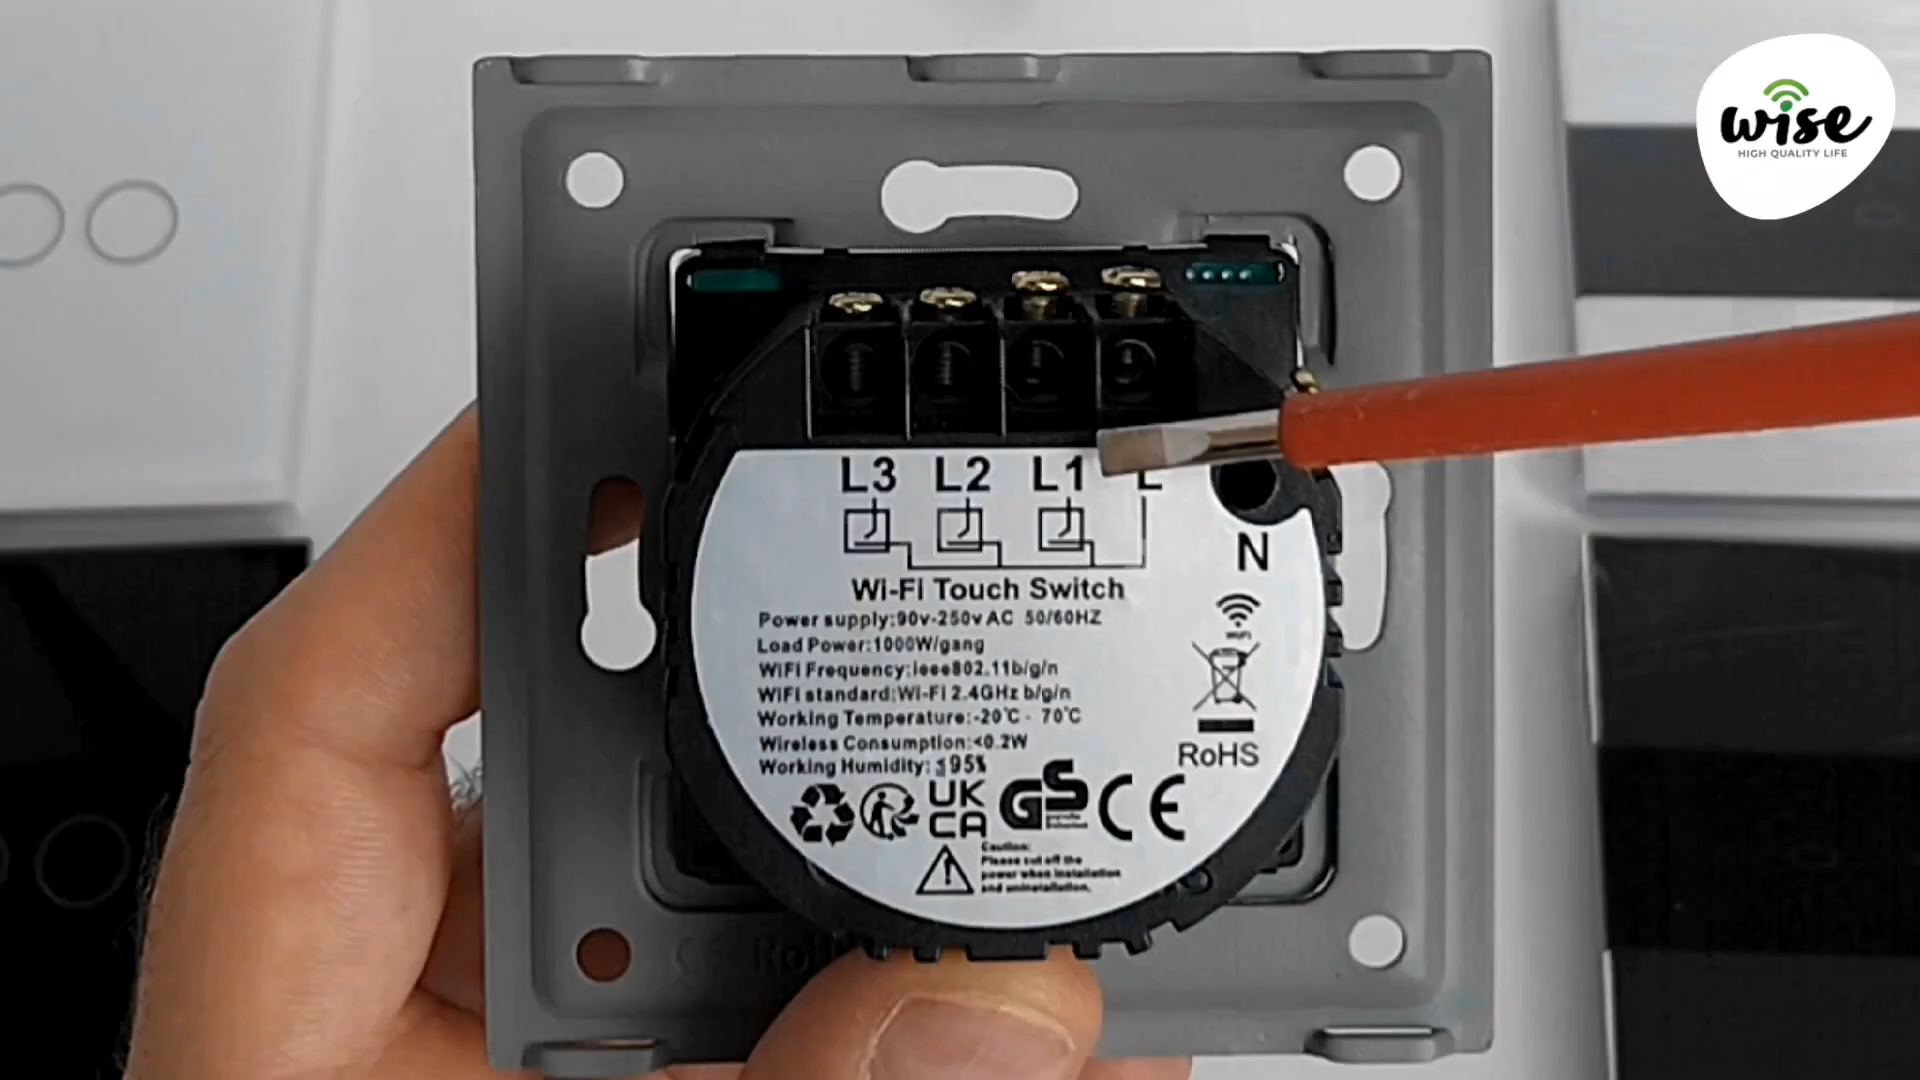 wise
HIGH QUALITY LIFE
L3 L2 L1 L
N
Wi-Fi Touch Switch
Power supply:90v-250v AC 50/60HZ
Load Power:1000W/gang
WiFi Frequency:ieee802.11b/g/n
WiFi standard:Wi-Fi 2.4GHz b/g/n
Working Temperature:-20℃ - 70℃
Wireless Consumption:<0.2W
Working Humidity:≤95%
WiFi
RoHS
UK
CA
GS
CE
Caution:
Please cut off the
power when installation
and uninstallation.